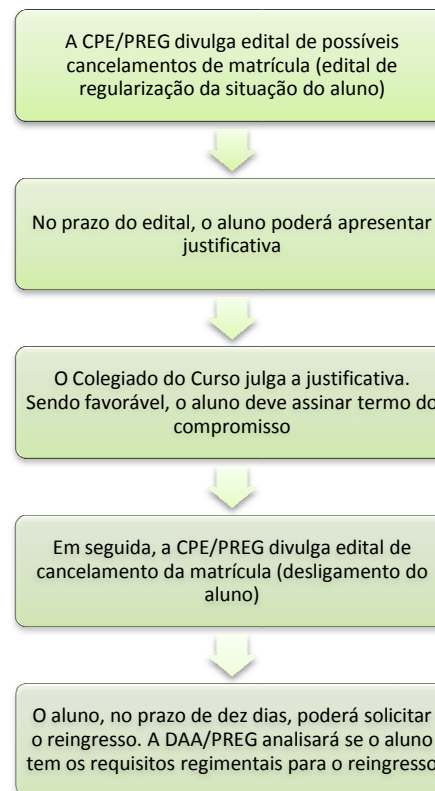 A CPE/PREG divulga edital de possíveis
cancelamentos de matrícula (edital de
regularização da situação do aluno)
No prazo do edital, o aluno poderá apresentar
justificativa
O Colegiado do Curso julga a justificativa.
Sendo favorável, o aluno deve assinar termo do
compromisso
Em seguida, a CPE/PREG divulga edital de
cancelamento da matrícula (desligamento do
aluno)
O aluno, no prazo de dez dias, poderá solicitar
o reingresso. A DAA/PREG analisará se o aluno
tem os requisitos regimentais para o reingresso